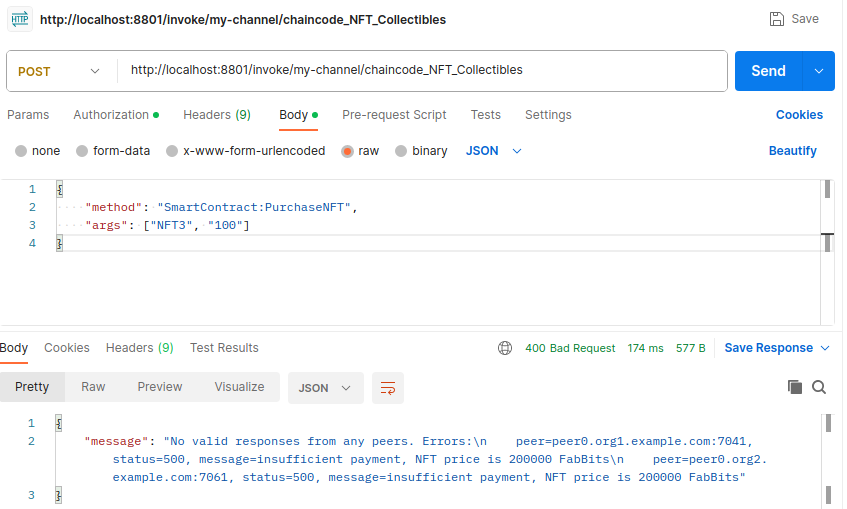 HTTP http://localhost:8801/invoke/my-channel/chaincode_NFT_Collectibles Save
POST http://localhost:8801/invoke/my-channel/chaincode_NFT_Collectibles Send
Params Authorization Headers (9) Body Pre-request Script Tests Settings Cookies
none form-data x-www-form-urlencoded raw binary JSON Beautify
1 {
2 "method": "SmartContract:PurchaseNFT",
3 "args": ["NFT3", "100"]
4 }
Body Cookies Headers (9) Test Results 400 Bad Request 174 ms 577 B Save Response
Pretty Raw Preview Visualize JSON
1 {
2 "message": "No valid responses from any peers. Errors:\n    peer=peer0.org1.example.com:7041,
status=500, message=insufficient payment, NFT price is 200000 FabBits\n    peer=peer0.org2.
example.com:7061, status=500, message=insufficient payment, NFT price is 200000 FabBits"
3 }